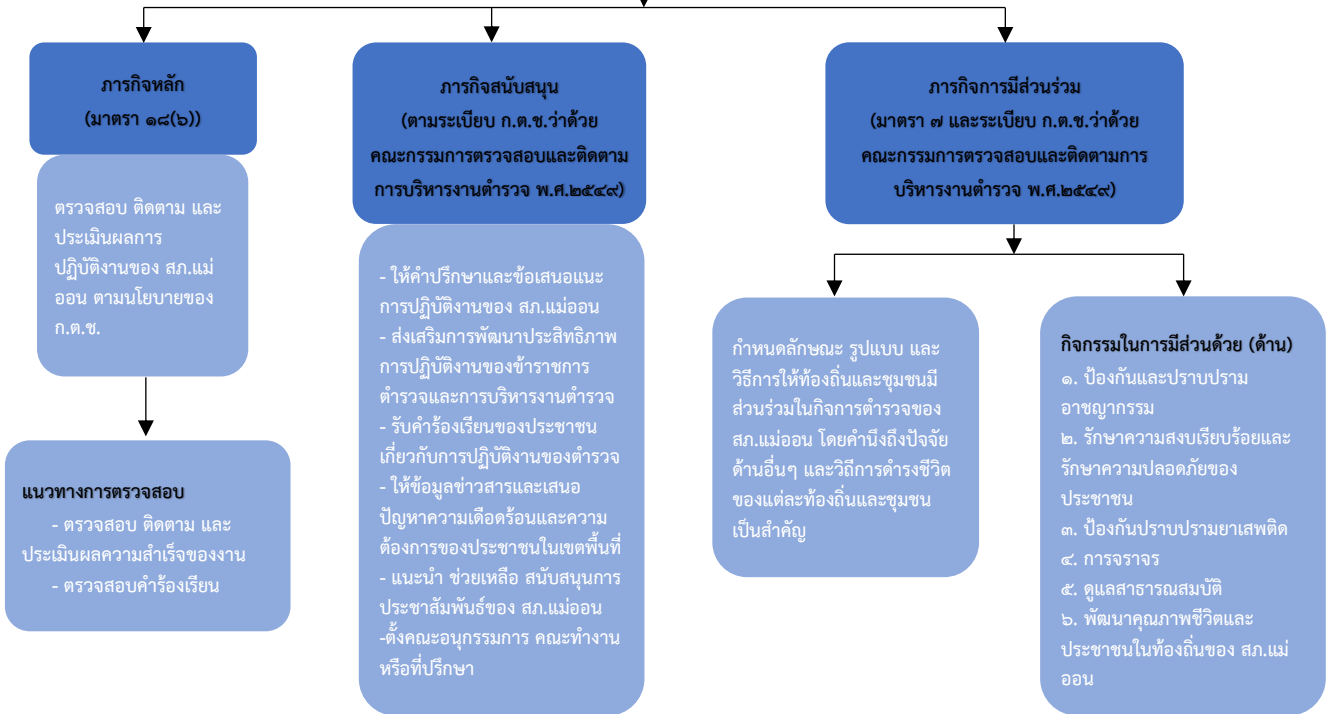 ภารกิจหลัก
(มาตรา ๑๘(๖))
ตรวจสอบ ติดตาม และ
ประเมินผลการ
ปฏิบัติงานของ สภ.แม่
ออน ตามนโยบายของ
ก.ต.ช.
แนวทางการตรวจสอบ
- ตรวจสอบ ติดตาม และ
ประเมินผลความสำเร็จของงาน
- ตรวจสอบคำร้องเรียน
ภารกิจสนับสนุน
(ตามระเบียบ ก.ต.ช.ว่าด้วย
คณะกรรมการตรวจสอบและติดตาม
การบริหารงานตำรวจ พ.ศ.๒๕๔๙)
- ให้คำปรึกษาและข้อเสนอแนะ
การปฏิบัติงานของ สภ.แม่ออน
- ส่งเสริมการพัฒนาประสิทธิภาพ
การปฏิบัติงานของข้าราชการ
ตำรวจและการบริหารงานตำรวจ
- รับคำร้องเรียนของประชาชน
เกี่ยวกับการปฏิบัติงานของตำรวจ
- ให้ข้อมูลข่าวสารและเสนอ
ปัญหาความเดือดร้อนและความ
ต้องการของประชาชนในเขตพื้นที่
- แนะนำ ช่วยเหลือ สนับสนุนการ
ประชาสัมพันธ์ของ สภ.แม่ออน
-ตั้งคณะอนุกรรมการ คณะทำงาน
หรือที่ปรึกษา
ภารกิจการมีส่วนร่วม
(มาตรา ๗ และระเบียบ ก.ต.ช.ว่าด้วย
คณะกรรมการตรวจสอบและติดตามการ
บริหารงานตำรวจ พ.ศ.๒๕๔๙)
กำหนดลักษณะ รูปแบบ และ
วิธีการให้ท้องถิ่นและชุมชนมี
ส่วนร่วมในกิจการตำรวจของ
สภ.แม่ออน โดยคำนึงถึงปัจจัย
ด้านอื่นๆ และวิถีการดำรงชีวิต
ของแต่ละท้องถิ่นและชุมชน
เป็นสำคัญ
กิจกรรมในการมีส่วนด้วย (ด้าน)
๑. ป้องกันและปราบปราม
อาชญากรรม
๒. รักษาความสงบเรียบร้อยและ
รักษาความปลอดภัยของ
ประชาชน
๓. ป้องกันปราบปรามยาเสพติด
๔. การจราจร
๕. ดูแลสาธารณสมบัติ
๖. พัฒนาคุณภาพชีวิตและ
ประชาชนในท้องถิ่นของ สภ.แม่
ออน